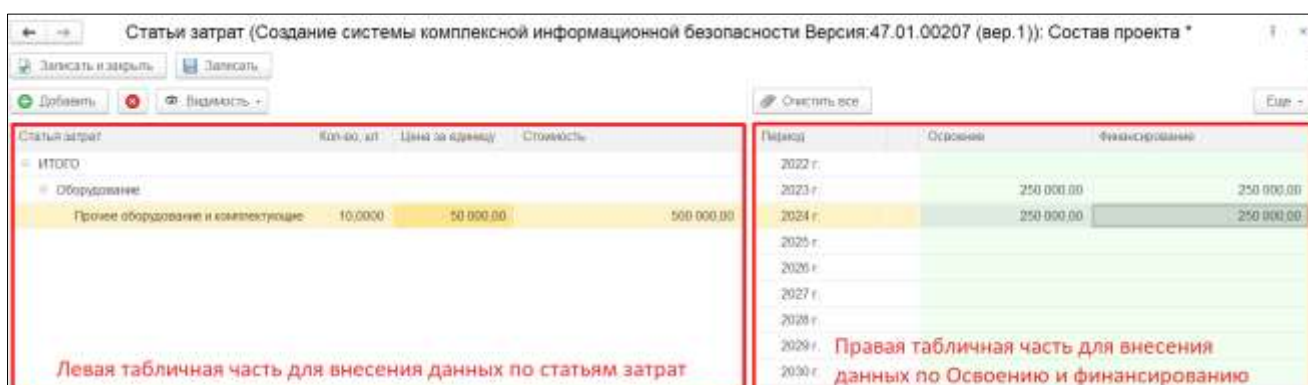 Статьи затрат (Создание системы комплексной информационной безопасности Версия:47.01.00207 (вер.1)): Состав проекта *
Записать и закрыть Записать
Добавить Видимость Очистить все Еще
Статья затрат Кол-во, шт Цена за единицу Стоимость Период Освоение Финансирование
ИТОГО 2022 г.
Оборудование 2023 г. 250 000,00 250 000,00
Прочее оборудование и комплектующие 10,0000 50 000,00 500 000,00 2024 г. 250 000,00 250 000,00
2025 г.
2026 г.
2027 г.
2028 г.
2029 г.
2030 г.
Левая табличная часть для внесения данных по статьям затрат
Правая табличная часть для внесения
данных по Освоению и финансированию